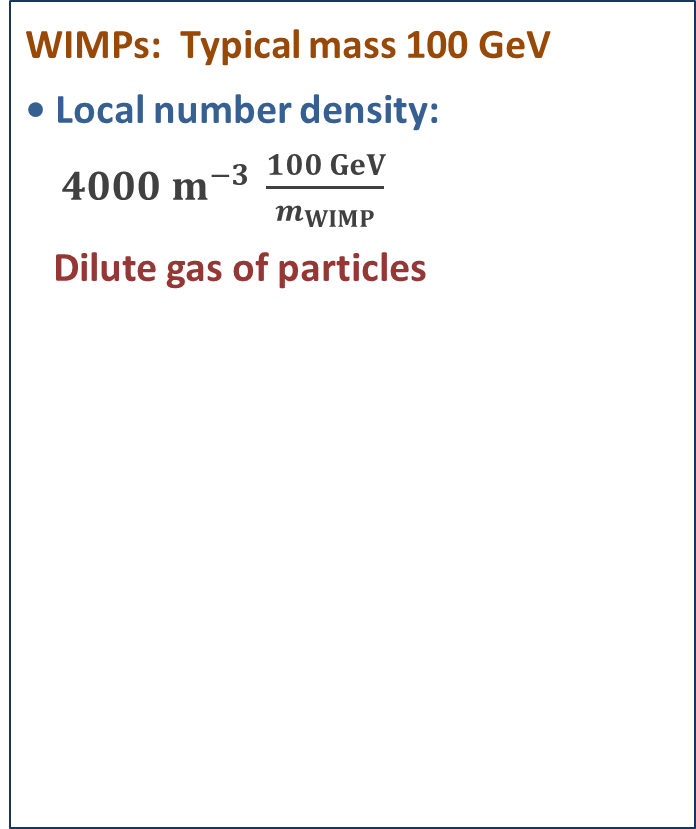 WIMPs: Typical mass 100 GeV
• Local number density:
4000 m⁻³ 100 GeV / m_WIMP
Dilute gas of particles